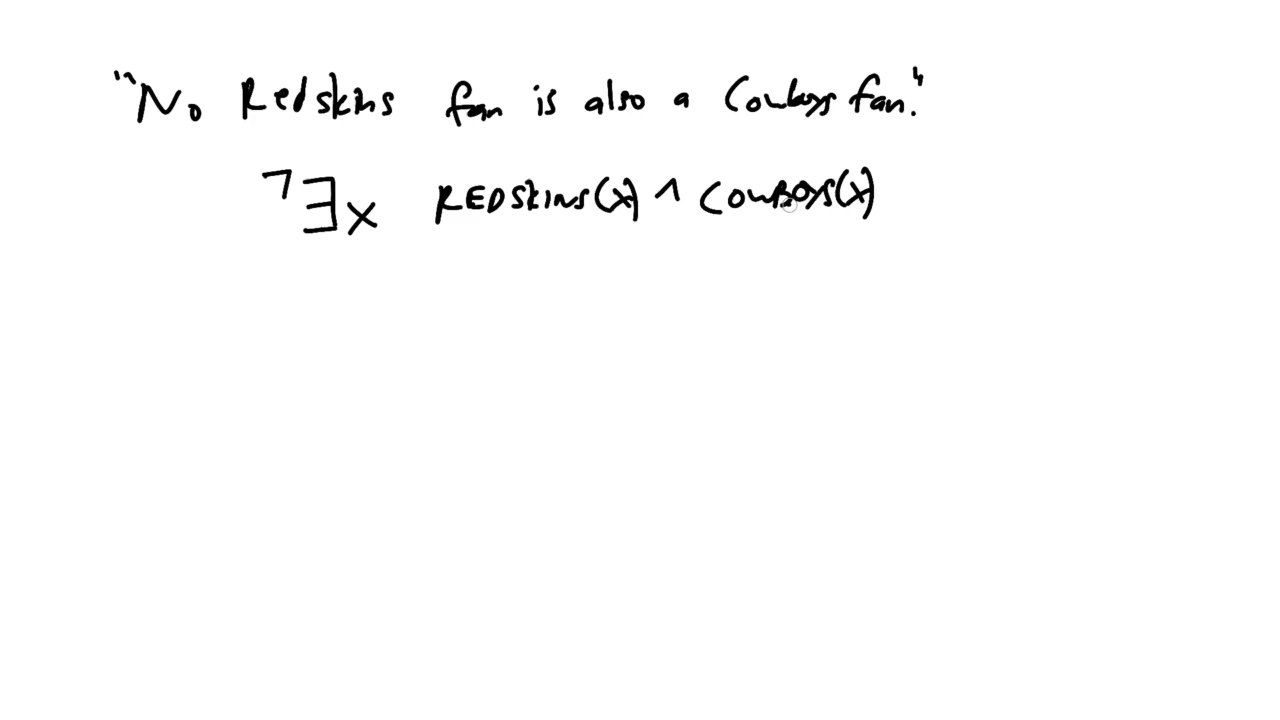 "No Redskins fan is also a Cowboys fan."
¬∃x REDSKINS(x) ∧ COWBOYS(x)